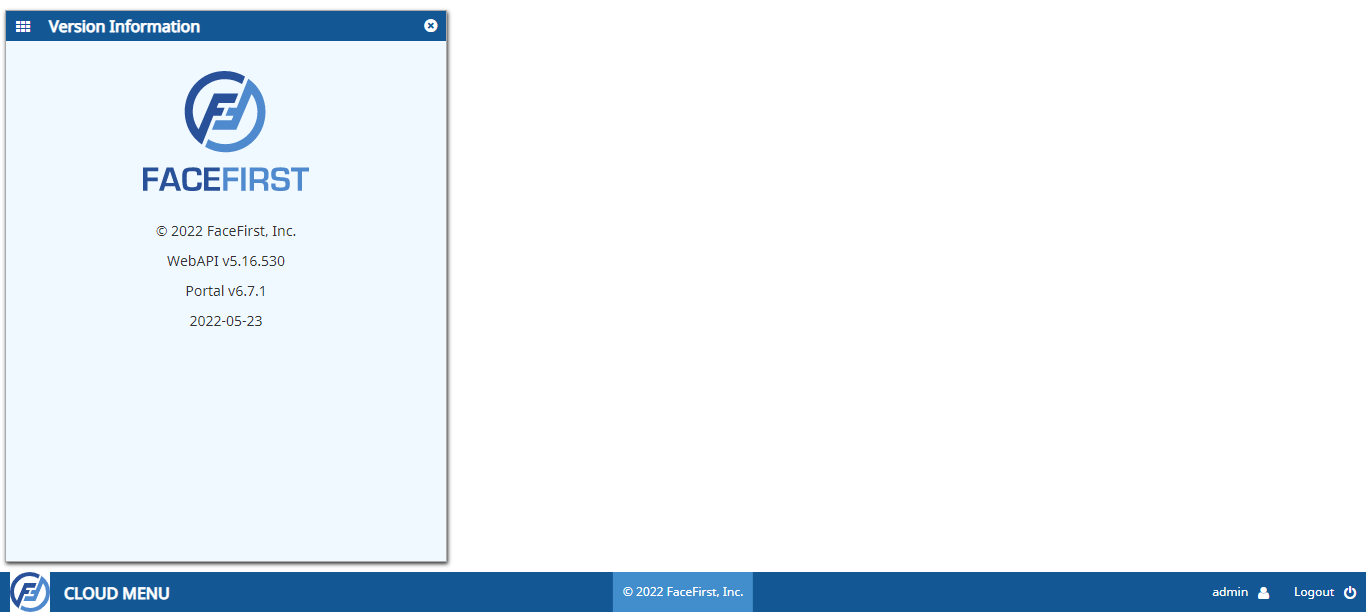 Version Information
FACEFIRST
© 2022 FaceFirst, Inc.
WebAPI v5.16.530
Portal v6.7.1
2022-05-23
CLOUD MENU
© 2022 FaceFirst, Inc.
admin
Logout